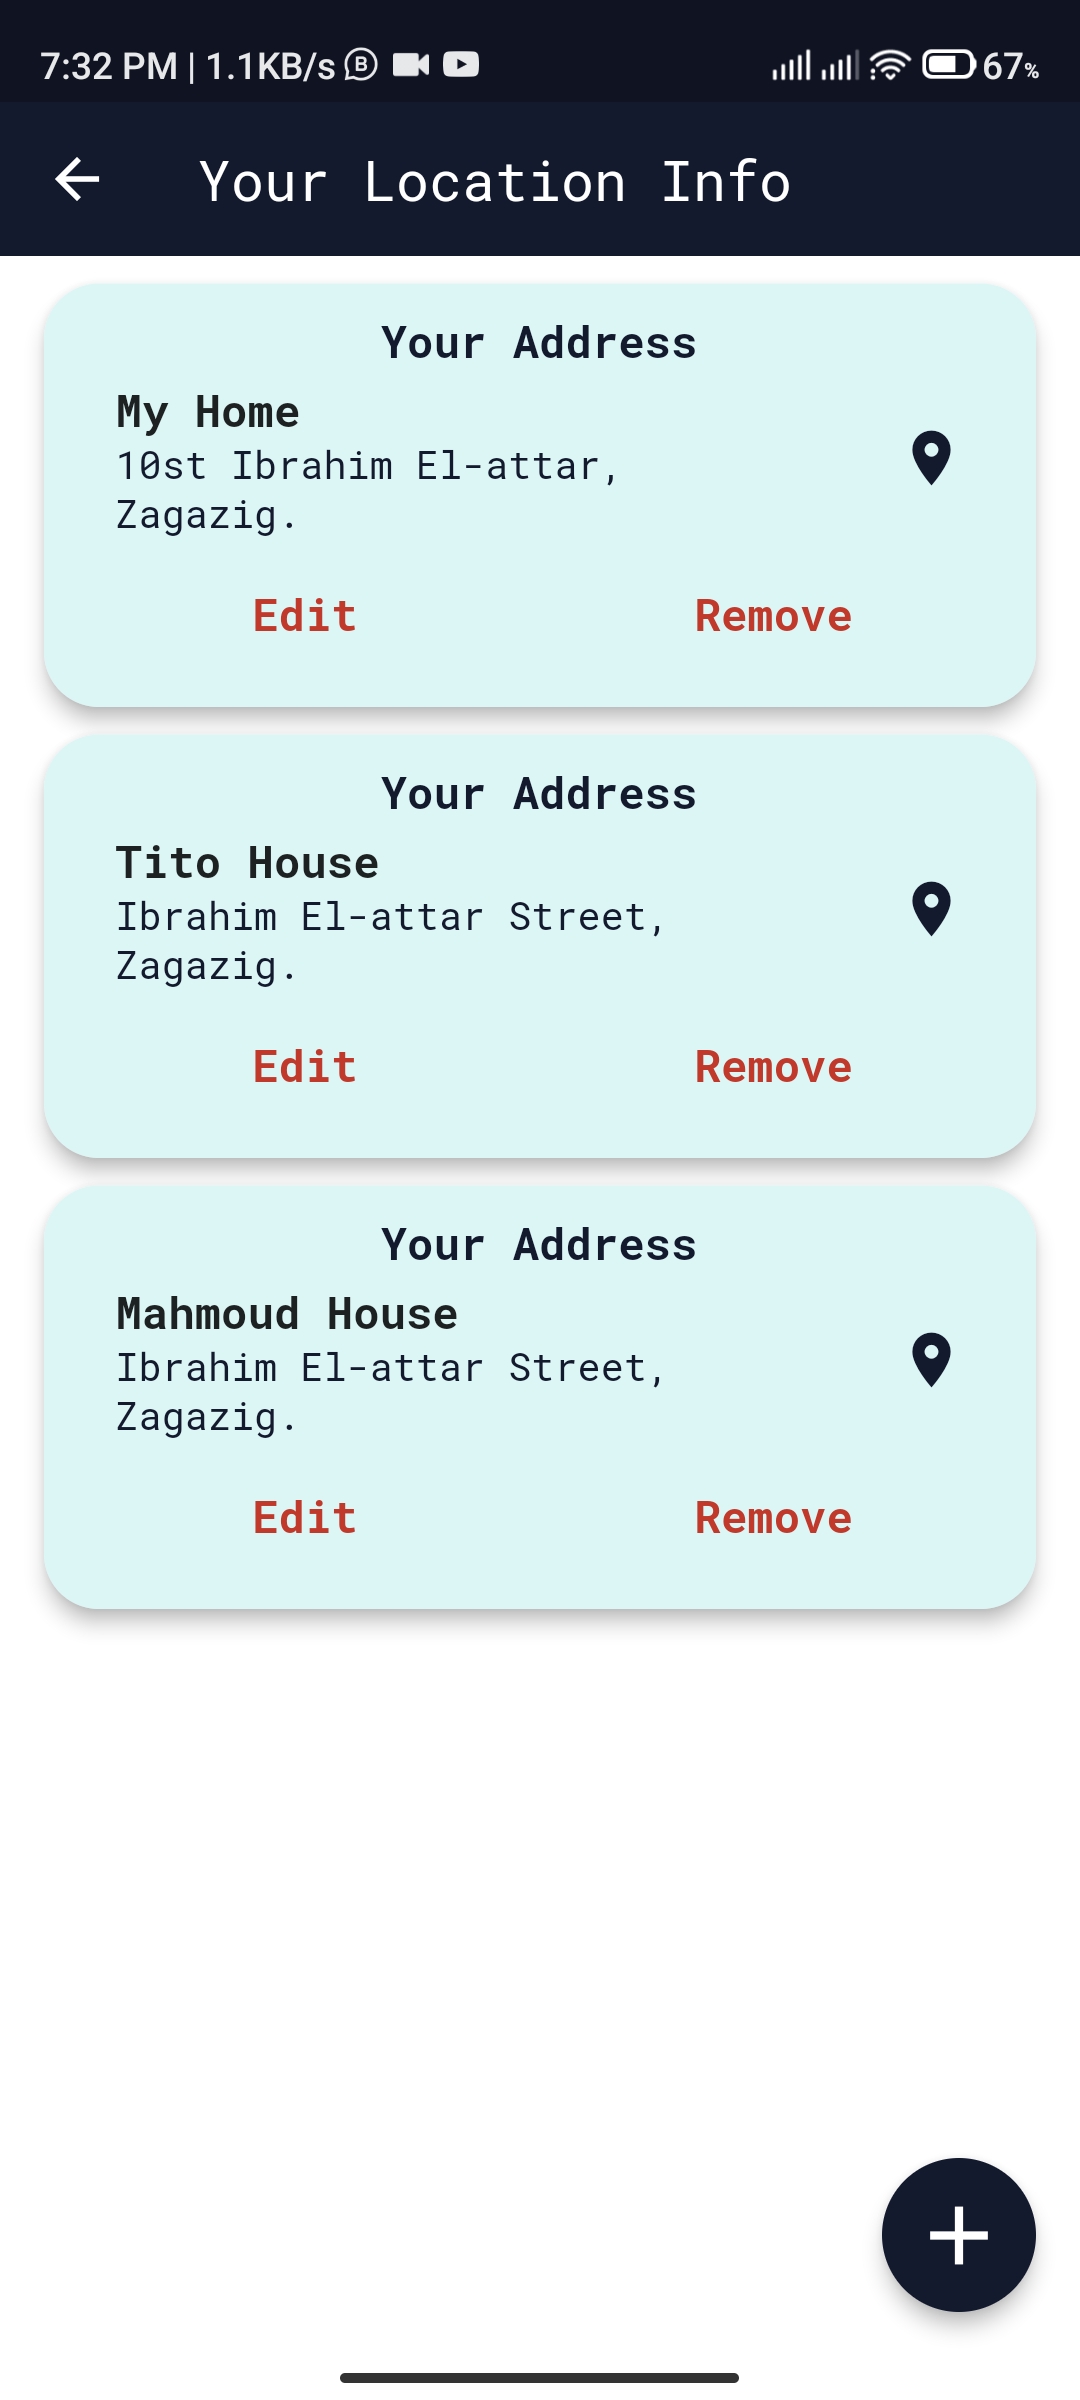 7:32 PM | 1.1KB/s B 67%
Your Location Info
Your Address
My Home
10st Ibrahim El-attar,
Zagazig.
Edit Remove
Your Address
Tito House
Ibrahim El-attar Street,
Zagazig.
Edit Remove
Your Address
Mahmoud House
Ibrahim El-attar Street,
Zagazig.
Edit Remove